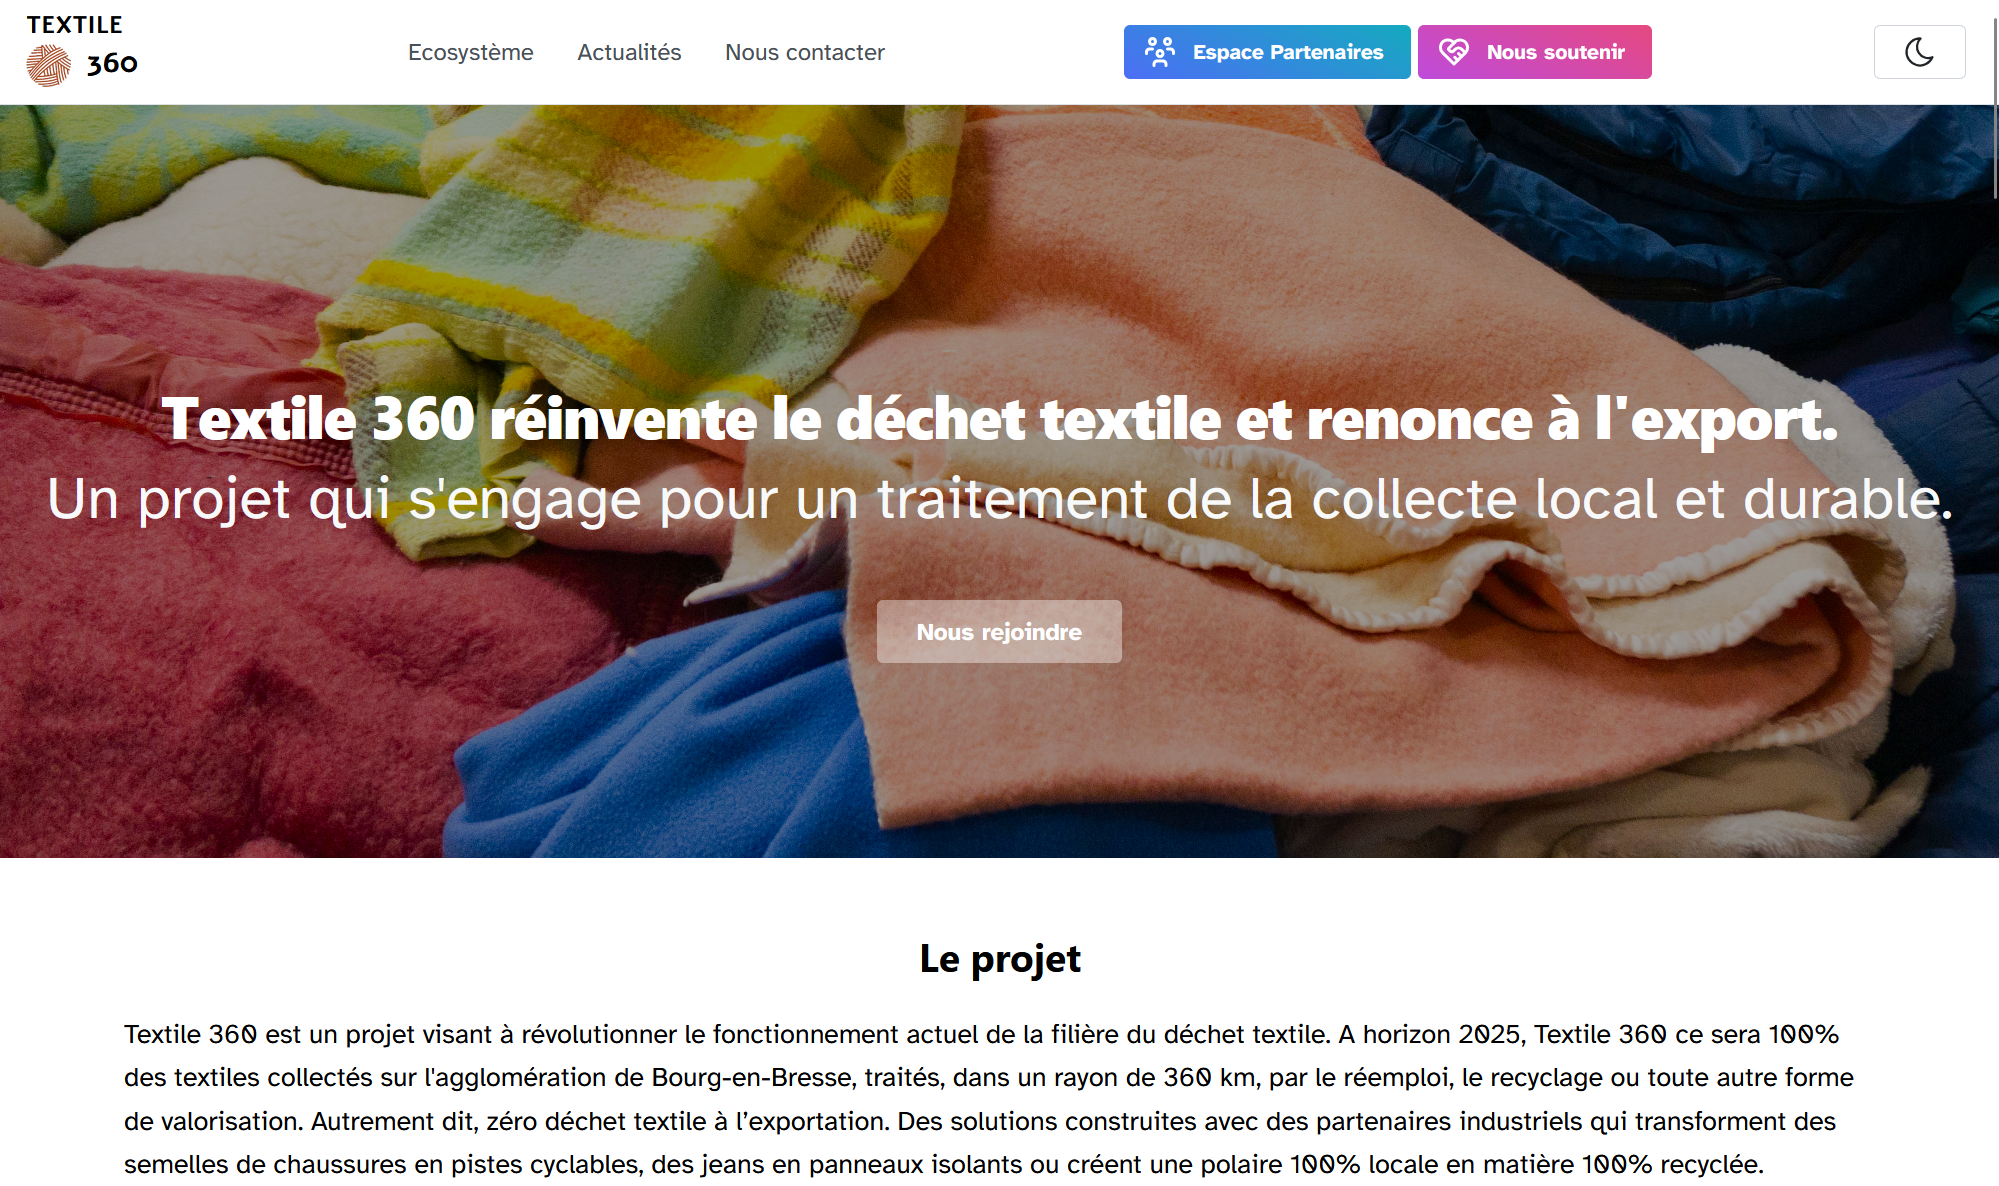 TEXTILE
360
Ecosystème
Actualités
Nous contacter
Espace Partenaires
Nous soutenir
Textile 360 réinvente le déchet textile et renonce à l'export.
Un projet qui s'engage pour un traitement de la collecte local et durable.
Nous rejoindre
Le projet
Textile 360 est un projet visant à révolutionner le fonctionnement actuel de la filière du déchet textile. A horizon 2025, Textile 360 ce sera 100%
des textiles collectés sur l'agglomération de Bourg-en-Bresse, traités, dans un rayon de 360 km, par le réemploi, le recyclage ou toute autre forme
de valorisation. Autrement dit, zéro déchet textile à l’exportation. Des solutions construites avec des partenaires industriels qui transforment des
semelles de chaussures en pistes cyclables, des jeans en panneaux isolants ou créent une polaire 100% locale en matière 100% recyclée.